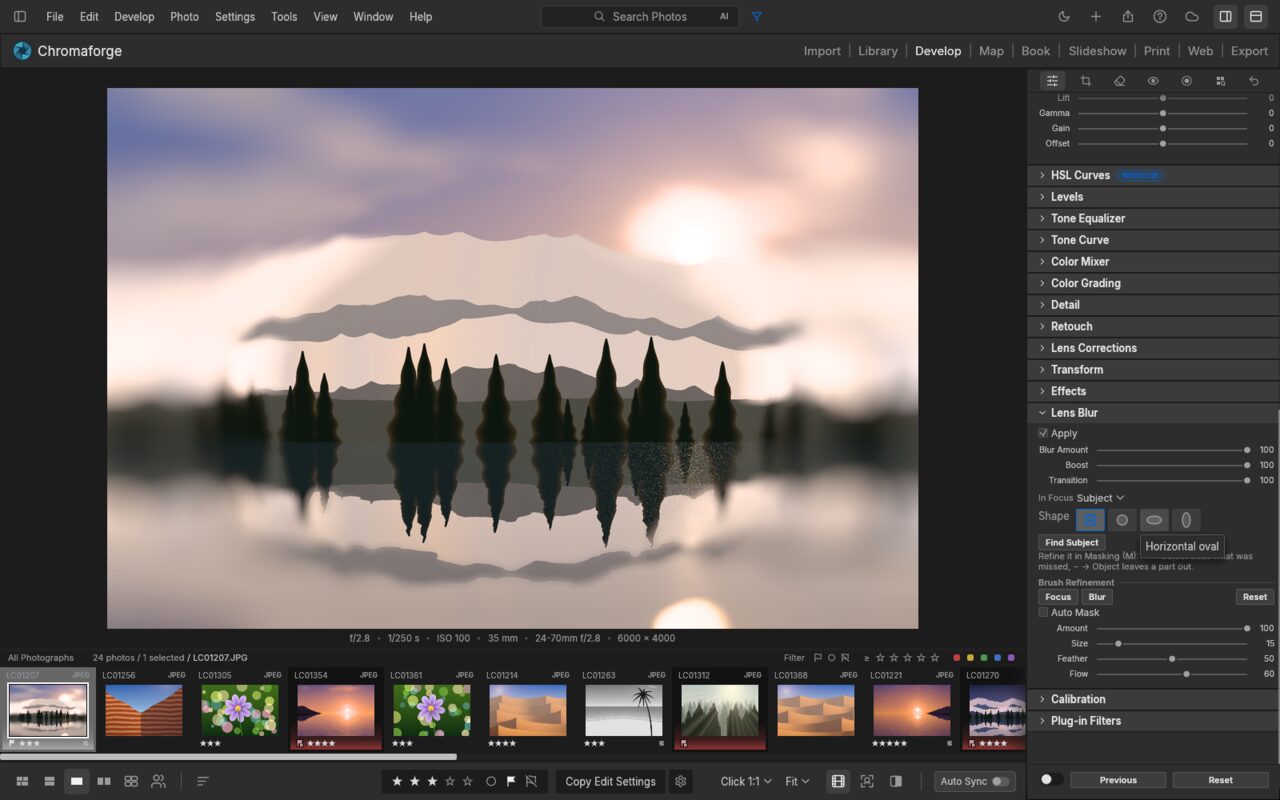 File Edit Develop Photo Settings Tools View Window Help
Search Photos AI
Chromaforge
Import Library Develop Map Book Slideshow Print Web Export
Lift 0
Gamma 0
Gain 0
Offset 0
HSL Curves Witchcraft
Levels
Tone Equalizer
Tone Curve
Color Mixer
Color Grading
Detail
Retouch
Lens Corrections
Transform
Effects
Lens Blur
Apply
Blur Amount 100
Boost 100
Transition 100
In Focus Subject
Shape
Find Subject
Horizontal oval
Refine it in Masking (M): what was
missed, − → Object leaves a part out.
Brush Refinement
Focus Blur Reset
Auto Mask
Amount 100
Size 15
Feather 50
Flow 60
Calibration
Plug-in Filters
f/2.8 • 1/250 s • ISO 100 • 35 mm • 24-70mm f/2.8 • 6000 × 4000
All Photographs 24 photos / 1 selected / LC01207.JPG
Filter ≥ ☆ ☆ ☆ ☆ ☆
LC01207 JPEG LC01256 JPEG LC01305 JPEG LC01354 JPEG LC01361 JPEG LC01214 JPEG LC01263 JPEG LC01312 JPEG LC01368 JPEG LC01221 JPEG LC01270
★★★ ★★★ ★★★★ ★★★ ★★★★ ★★★ ★★★★ ★★★★★ ★★★★
★ ★ ★ ☆ ☆ Copy Edit Settings Click 1:1 Fit Auto Sync
Previous Reset